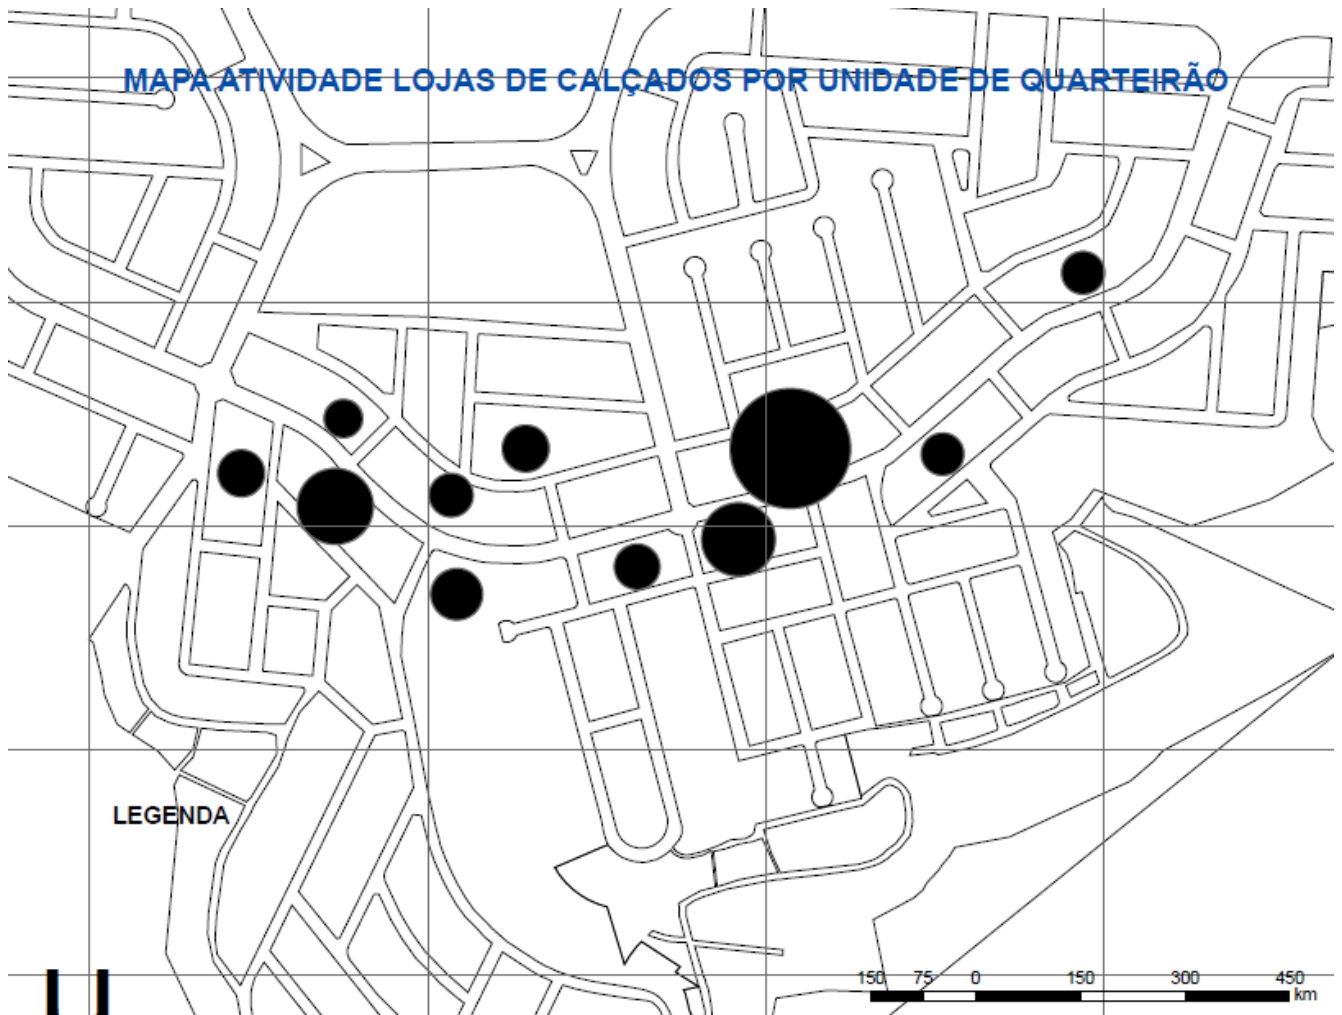 MAPA ATIVIDADE LOJAS DE CALÇADOS POR UNIDADE DE QUARTEIRÃO
LEGENDA
150 75 0 150 300 450
km